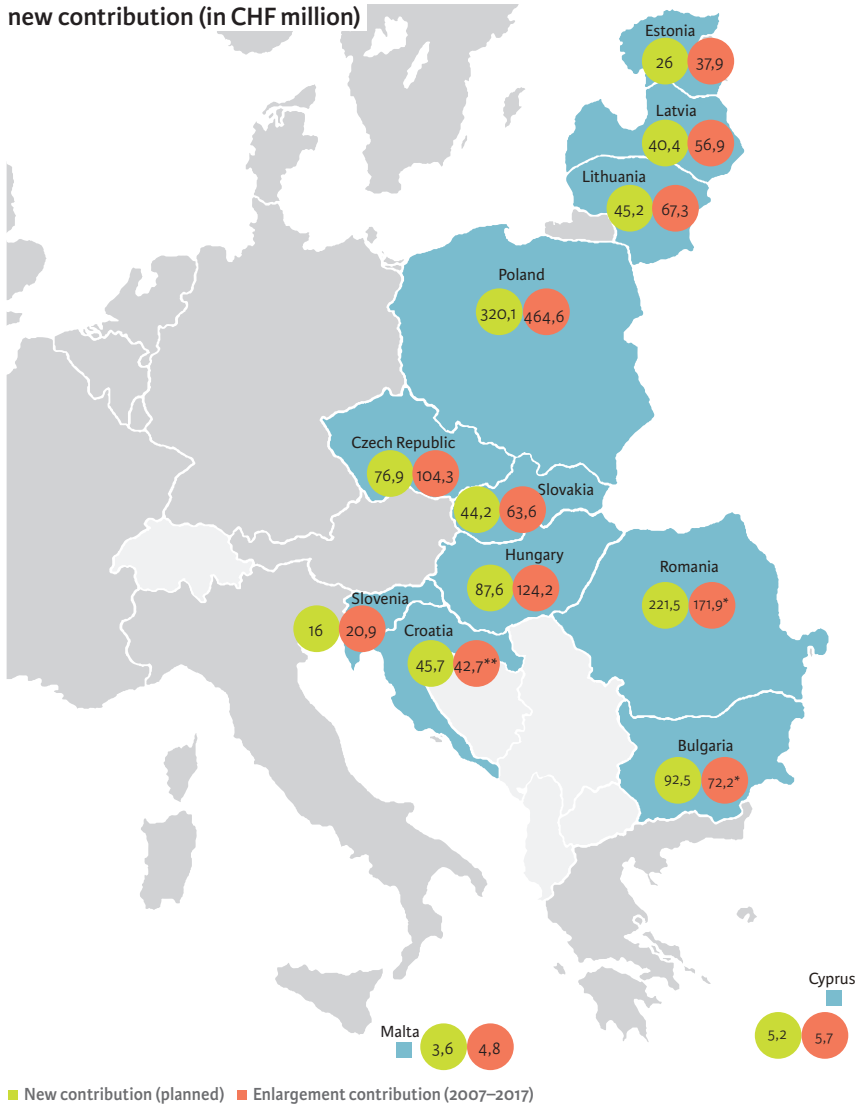 new contribution (in CHF million)
Estonia
26 37,9
Latvia
40,4 56,9
Lithuania
45,2 67,3
Poland
320,1 464,6
Czech Republic
76,9 104,3
Slovakia
44,2 63,6
Hungary
87,6 124,2
Romania
221,5 171,9*
Slovenia
16 20,9
Croatia
45,7 42,7**
Bulgaria
92,5 72,2*
Cyprus
5,2 5,7
Malta
3,6 4,8
New contribution (planned) Enlargement contribution (2007–2017)